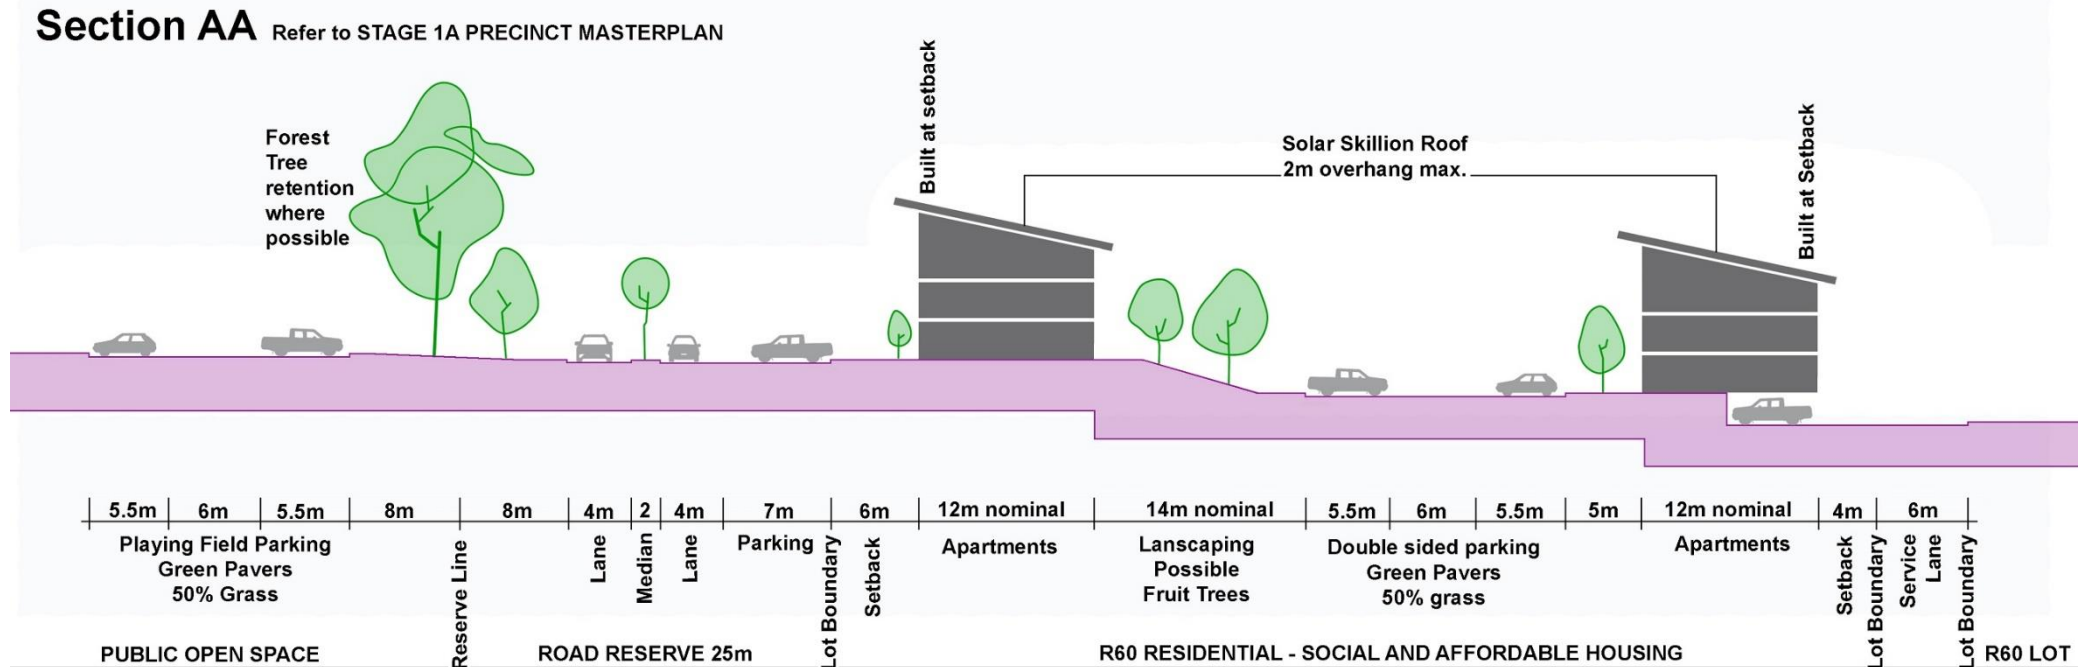 Section AA Refer to STAGE 1A PRECINCT MASTERPLAN
Forest
Tree
retention
where
possible
Built at setback
Solar Skillion Roof
2m overhang max.
Built at Setback
5.5m 6m 5.5m 8m 8m 4m 2 4m 7m 6m 12m nominal 14m nominal 5.5m 6m 5.5m 5m 12m nominal 4m 6m
Playing Field Parking
Green Pavers
50% Grass
Reserve Line
Lane
Median
Lane
Parking
Lot Boundary
Setback
Apartments
Lanscaping
Possible
Fruit Trees
Double sided parking
Green Pavers
50% grass
Apartments
Setback
Lot Boundary
Service
Lane
Lot Boundary
PUBLIC OPEN SPACE
ROAD RESERVE 25m
R60 RESIDENTIAL - SOCIAL AND AFFORDABLE HOUSING
R60 LOT